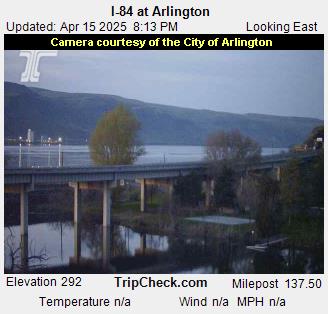 I-84 at Arlington
Updated: Apr 15 2025 8:13 PM Looking East
Camera courtesy of the City of Arlington
Elevation 292 TripCheck.com Milepost 137.50
Temperature n/a Wind n/a MPH n/a